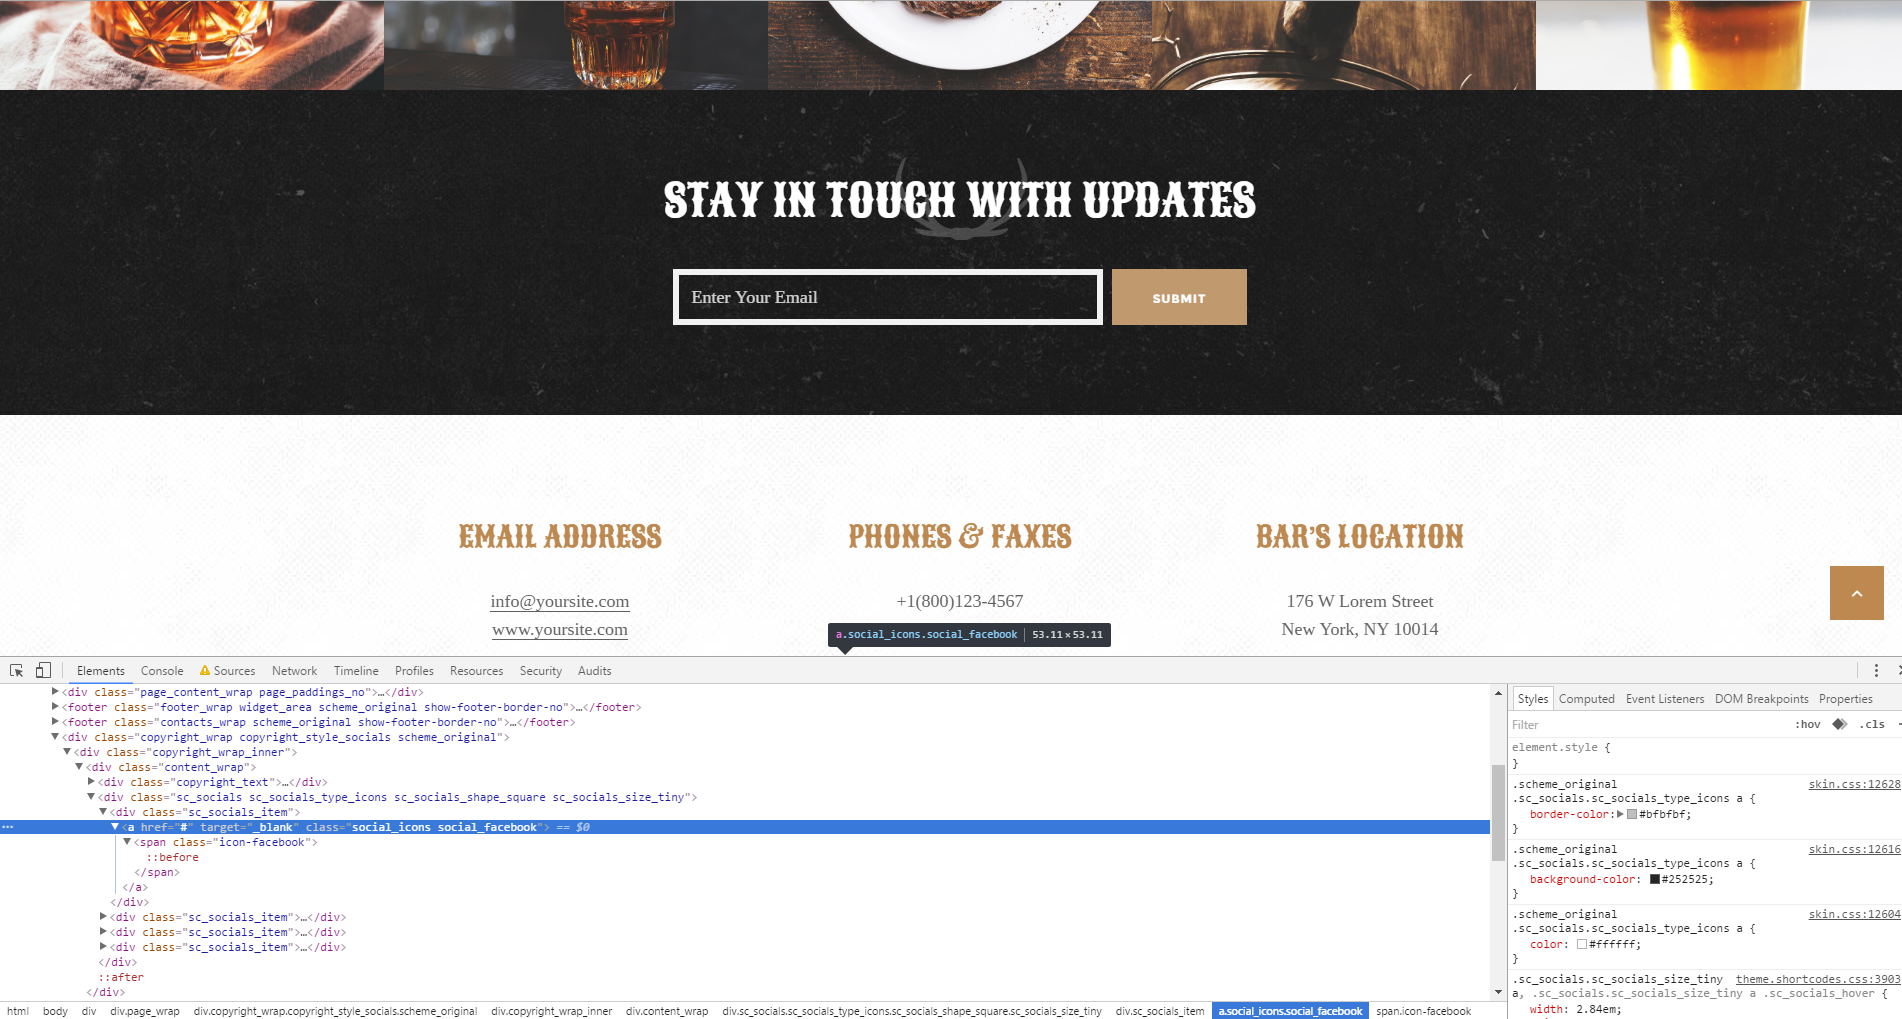 STAY IN TOUCH WITH UPDATES
Enter Your Email
SUBMIT
EMAIL ADDRESS
PHONES & FAXES
BAR'S LOCATION
info@yoursite.com
+1(800)123-4567
176 W Lorem Street
www.yoursite.com
New York, NY 10014
a.social_icons.social_facebook | 53.11 × 53.11
Elements Console Sources Network Timeline Profiles Resources Security Audits
<div class="page_content_wrap page_paddings_no">…</div>
<footer class="footer_wrap widget_area scheme_original show-footer-border-no">…</footer>
<footer class="contacts_wrap scheme_original show-footer-border-no">…</footer>
<div class="copyright_wrap copyright_style_socials scheme_original">
<div class="copyright_wrap_inner">
<div class="content_wrap">
<div class="copyright_text">…</div>
<div class="sc_socials sc_socials_type_icons sc_socials_shape_square sc_socials_size_tiny">
<div class="sc_socials_item">
… <a href="#" target="_blank" class="social_icons social_facebook"> == $0
<span class="icon-facebook">
::before
</span>
</a>
</div>
<div class="sc_socials_item">…</div>
<div class="sc_socials_item">…</div>
<div class="sc_socials_item">…</div>
</div>
::after
</div>
Styles Computed Event Listeners DOM Breakpoints Properties
Filter :hov .cls
element.style {
}
.scheme_original skin.css:12628
.sc_socials.sc_socials_type_icons a {
border-color: #bfbfbf;
}
.scheme_original skin.css:12616
.sc_socials.sc_socials_type_icons a {
background-color: #252525;
}
.scheme_original skin.css:12604
.sc_socials.sc_socials_type_icons a {
color: #ffffff;
}
.sc_socials.sc_socials_size_tiny theme.shortcodes.css:3903
a, .sc_socials.sc_socials_size_tiny a .sc_socials_hover {
width: 2.84em;
html body div div.page_wrap div.copyright_wrap.copyright_style_socials.scheme_original div.copyright_wrap_inner div.content_wrap div.sc_socials.sc_socials_type_icons.sc_socials_shape_square.sc_socials_size_tiny div.sc_socials_item a.social_icons.social_facebook span.icon-facebook